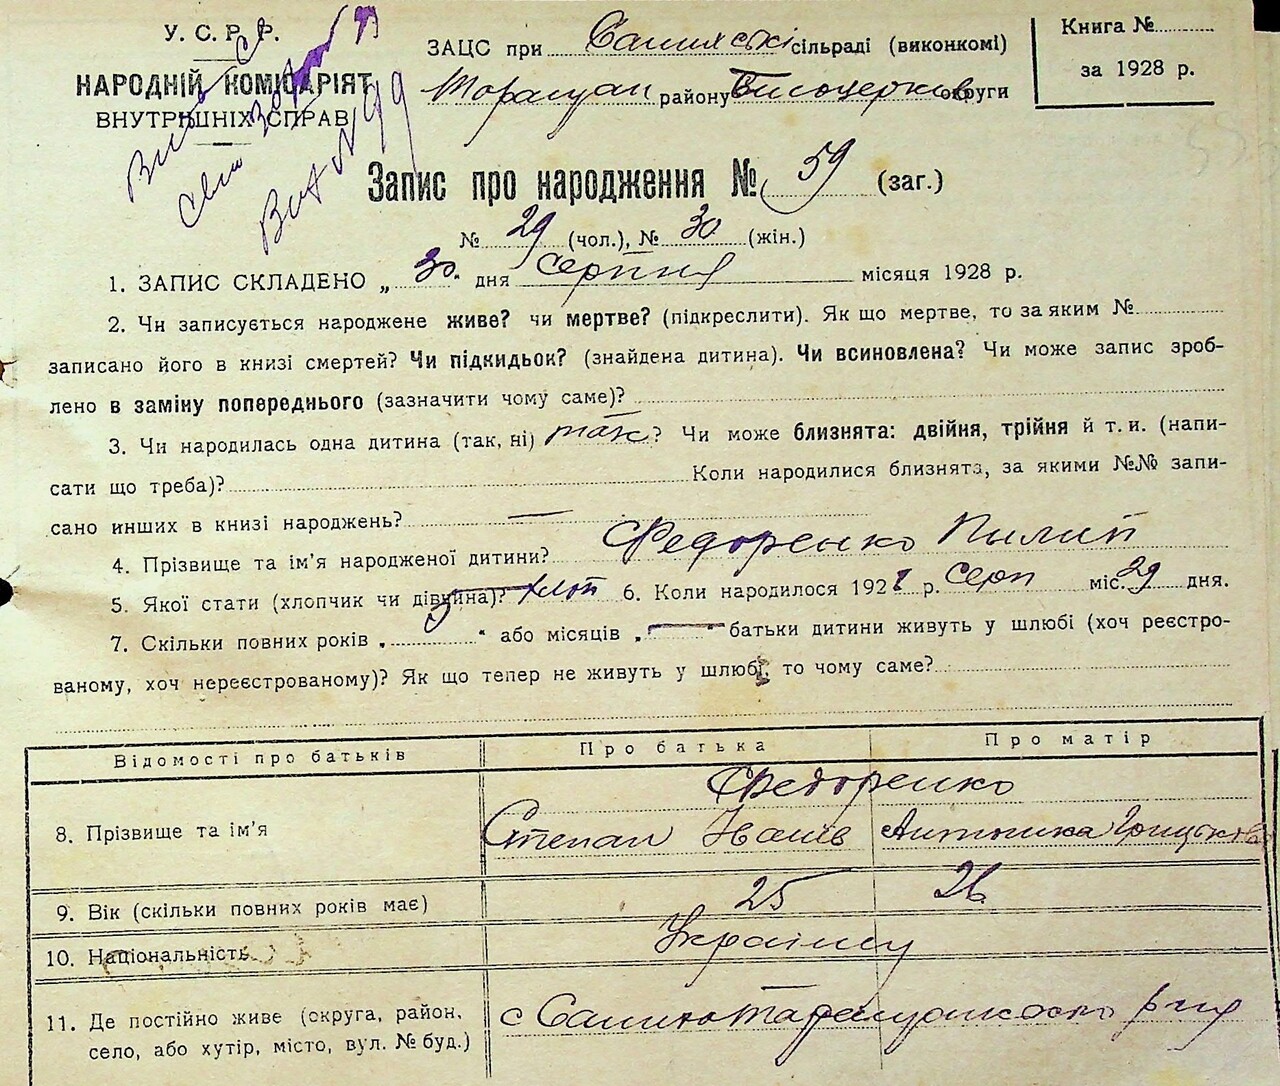 У. С. Р. Р.
НАРОДНІЙ КОМІСАРІЯТ
ВНУТРІШНІХ СПРАВ
ЗАЦС при сільраді (виконкомі)
району округи
Книга №
за 1928 р.
Запис про народження № 59 (заг.)
№ 29 (чол.), № 30 (жін.)
1. ЗАПИС СКЛАДЕНО „ 30 " дня серпня місяця 1928 р.
2. Чи записується народжене живе? чи мертве? (підкреслити). Як що мертве, то за яким №
записано його в книзі смертей? Чи підкидьок? (знайдена дитина). Чи всиновлена? Чи може запис зроб-
лено в заміну попереднього (зазначити чому саме)?
3. Чи народилась одна дитина (так, ні) так? Чи може близнята: двійня, трійня й т. и. (напи-
сати що треба)? Коли народилися близнята, за якими №№ запи-
сано инших в книзі народжень? —
4. Прізвище та ім'я народженої дитини? Федоренко Пилип
5. Якої стати (хлопчик чи дівчина)? хлоп 6. Коли народилося 1928 р. Серп міс. 29 дня.
7. Скільки повних років „ 5 " або місяців „ — " батьки дитини живуть у шлюбі (хоч реєстро-
ваному, хоч нереєстрованому)? Як що тепер не живуть у шлюбі, то чому саме?
Відомості про батьків Про батька Про матір
Федоренко
8. Прізвище та ім'я Степан Іванів Антоніна Грицькова
9. Вік (скільки повних років має) 25 26
10. Національність Українці
11. Де постійно живе (округа, район,
село, або хутір, місто, вул. № буд.)